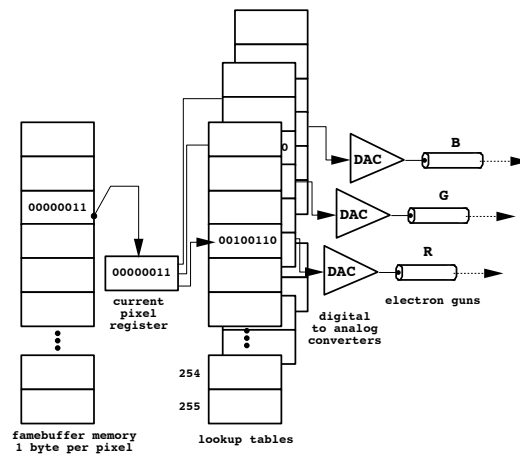 B
DAC
0
G
00000011
DAC
00100110
R
00000011
DAC
current
pixel
register
electron guns
digital
to analog
converters
254
255
famebuffer memory
1 byte per pixel
lookup tables